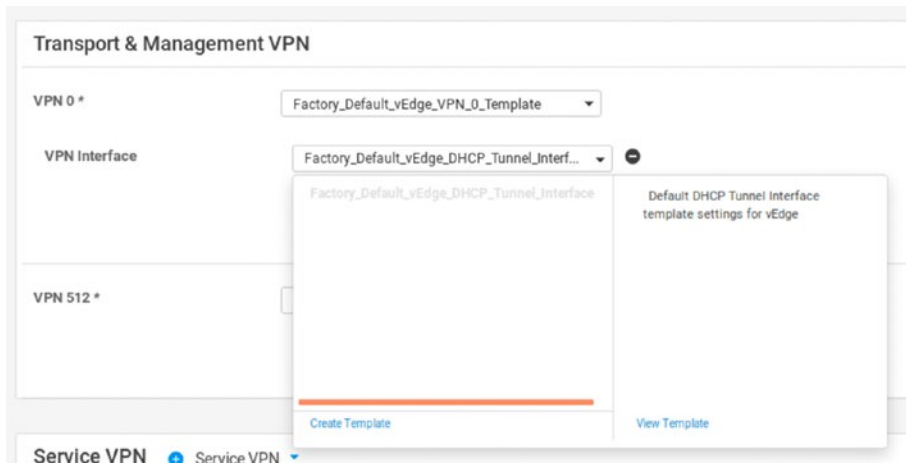 Transport & Management VPN
VPN 0 *
Factory_Default_vEdge_VPN_0_Template
VPN Interface
Factory_Default_vEdge_DHCP_Tunnel_Interf...
Factory_Default_vEdge_DHCP_Tunnel_Interface
Default DHCP Tunnel Interface
template settings for vEdge
VPN 512 *
Create Template
View Template
Service VPN
Service VPN